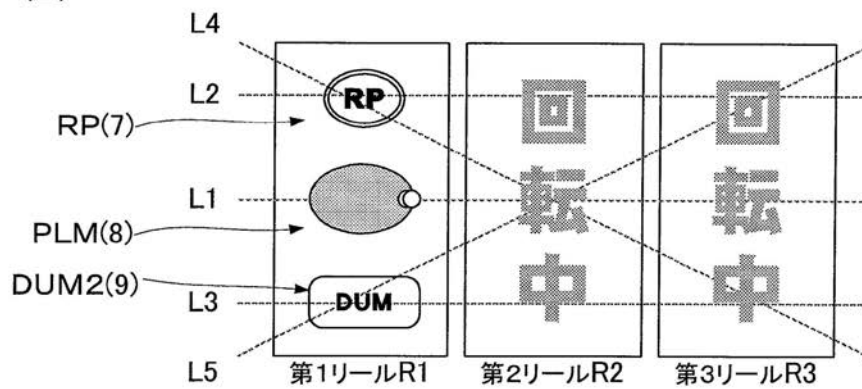 L4
L2
RP(7)
RP
回 回
L1
PLM(8)
転 転
DUM2(9)
L3
DUM
中 中
L5
第1リールR1 第2リールR2 第3リールR3